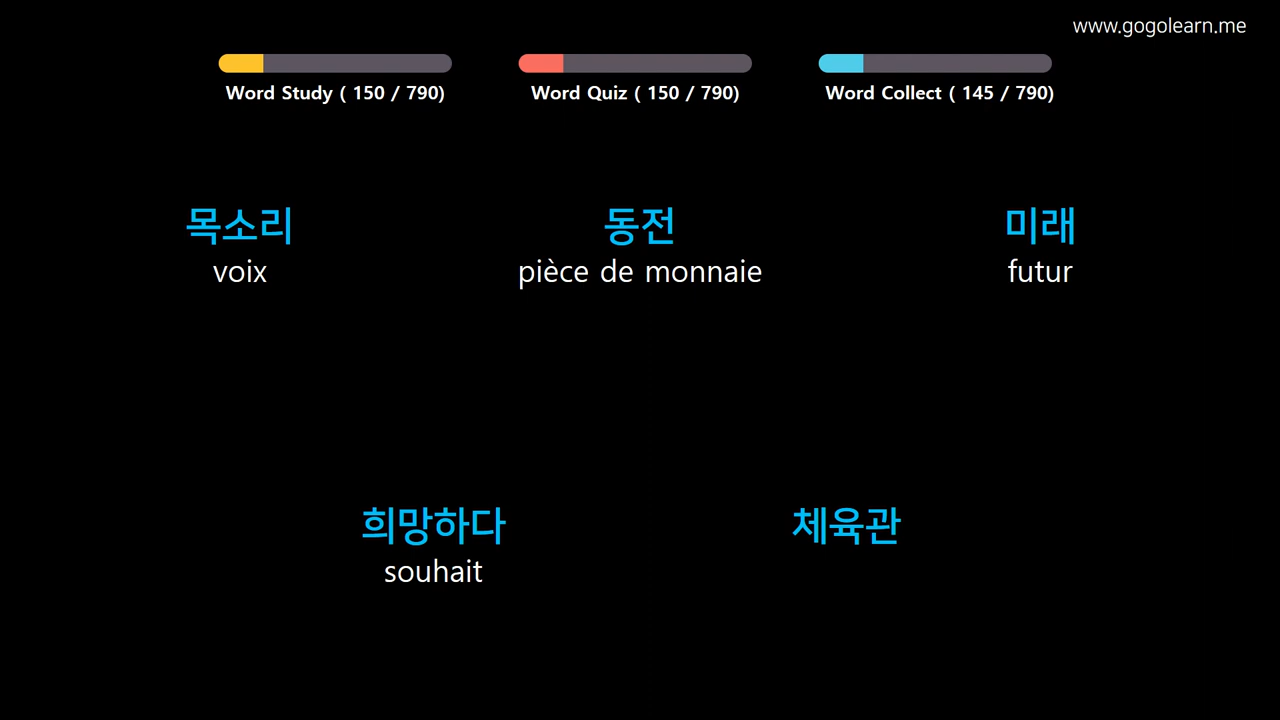 www.gogolearn.me
Word Study ( 150 / 790)
Word Quiz ( 150 / 790)
Word Collect ( 145 / 790)
목소리
voix
동전
pièce de monnaie
미래
futur
희망하다
souhait
체육관